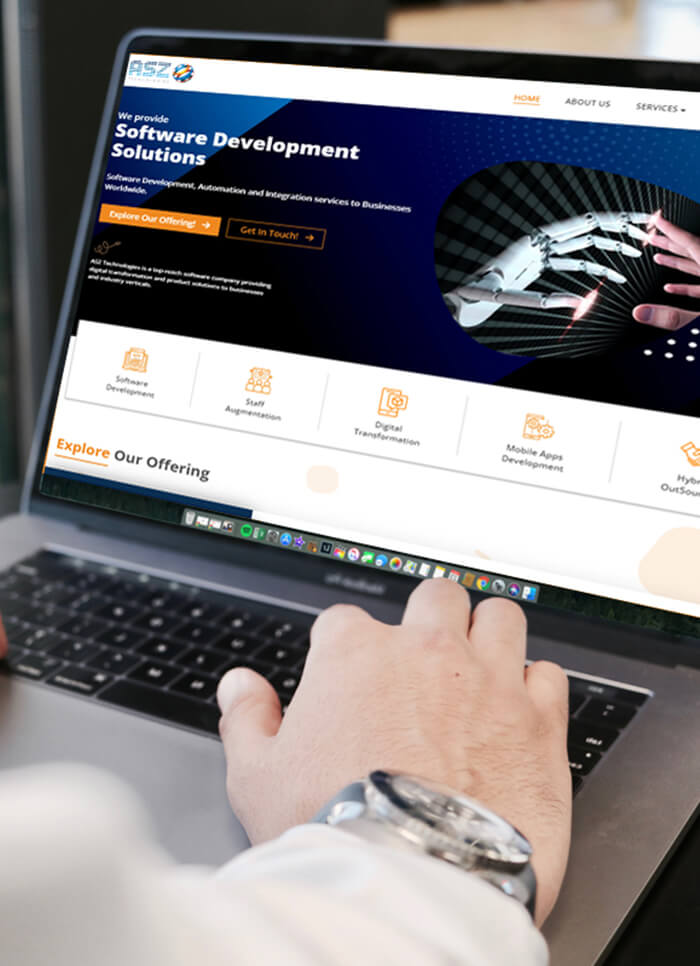 ASZ
HOME
ABOUT US
SERVICES
We provide
Software Development
Solutions
Software Development, Automation and Integration services to Businesses
Worldwide.
Explore Our Offering! →
Get In Touch! →
ASZ Technologies is a top-notch software company providing
digital transformation and product solutions to businesses
and industry verticals.
Software
Development
Staff
Augmentation
Digital
Transformation
Mobile Apps
Development
Hybr
OutSour
Explore Our Offering